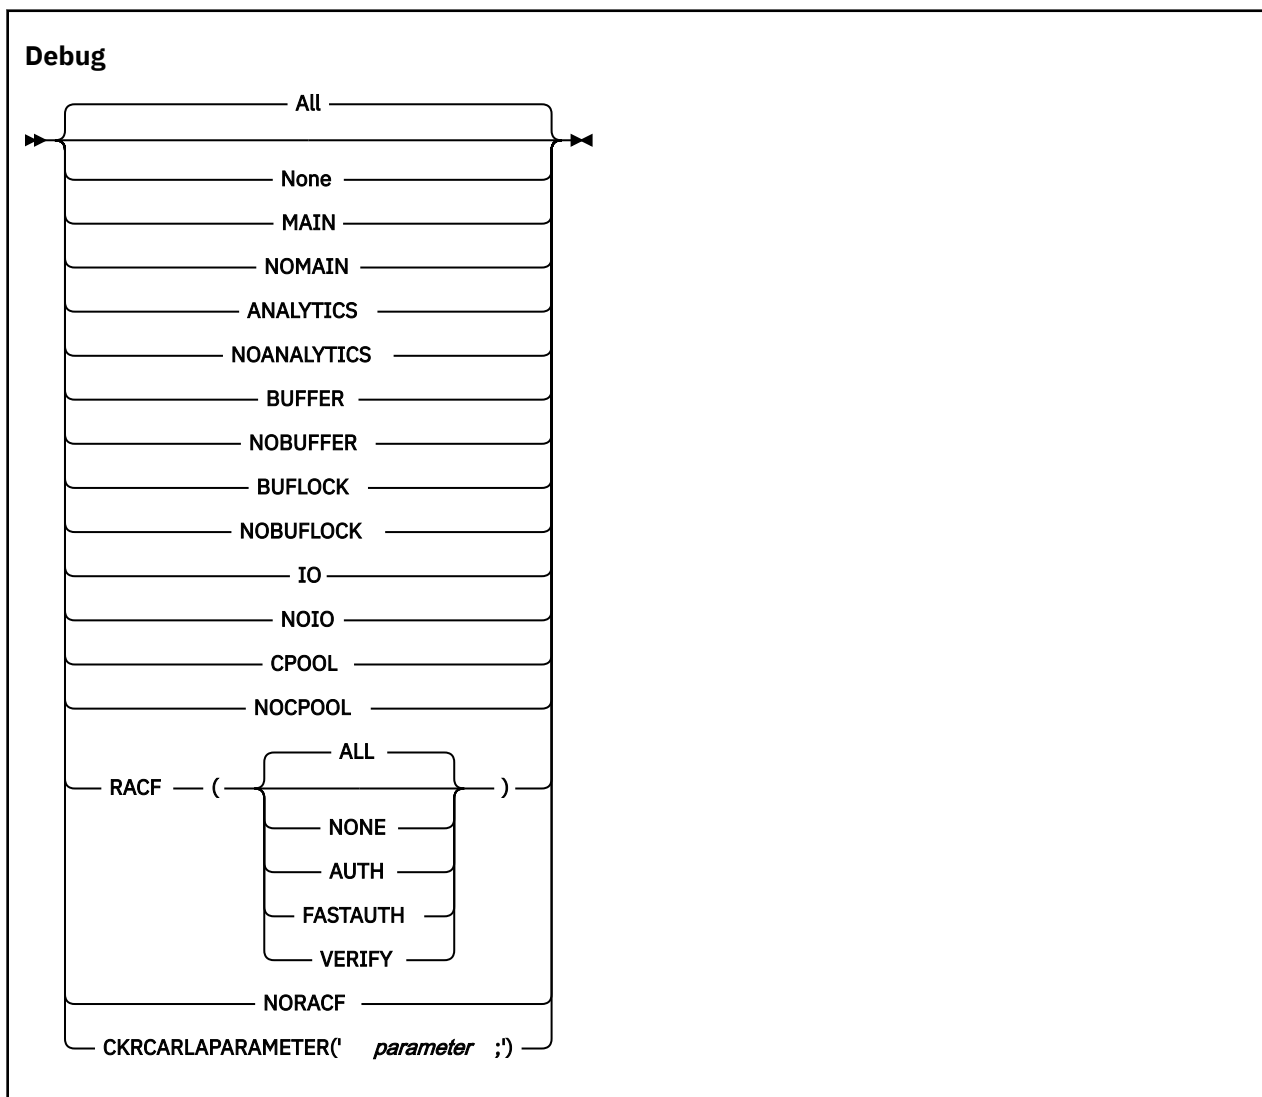 Debug
All
None
MAIN
NOMAIN
ANALYTICS
NOANALYTICS
BUFFER
NOBUFFER
BUFLOCK
NOBUFLOCK
IO
NOIO
CPOOL
NOCPOOL
ALL
RACF ( )
NONE
AUTH
FASTAUTH
VERIFY
NORACF
CKRCARLAPARAMETER(' parameter ;')